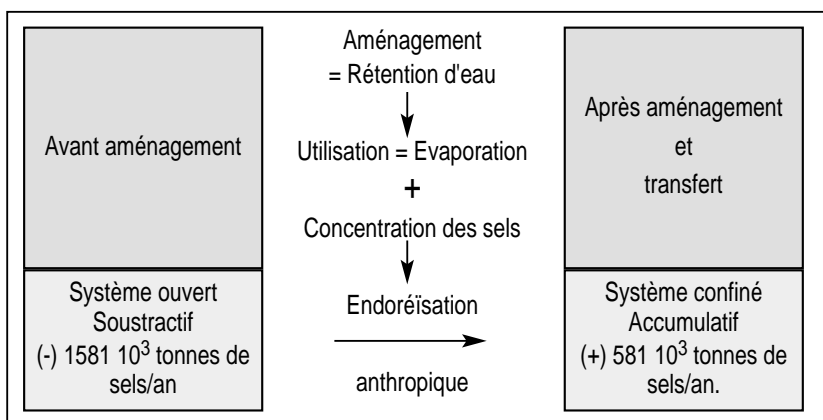 Avant aménagement
Système ouvert
Soustractif
(-) 1581 10³ tonnes de
sels/an
Aménagement
= Rétention d'eau
Utilisation = Evaporation
+
Concentration des sels
Endoréïsation
anthropique
Après aménagement
et
transfert
Système confiné
Accumulatif
(+) 581 10³ tonnes de
sels/an.